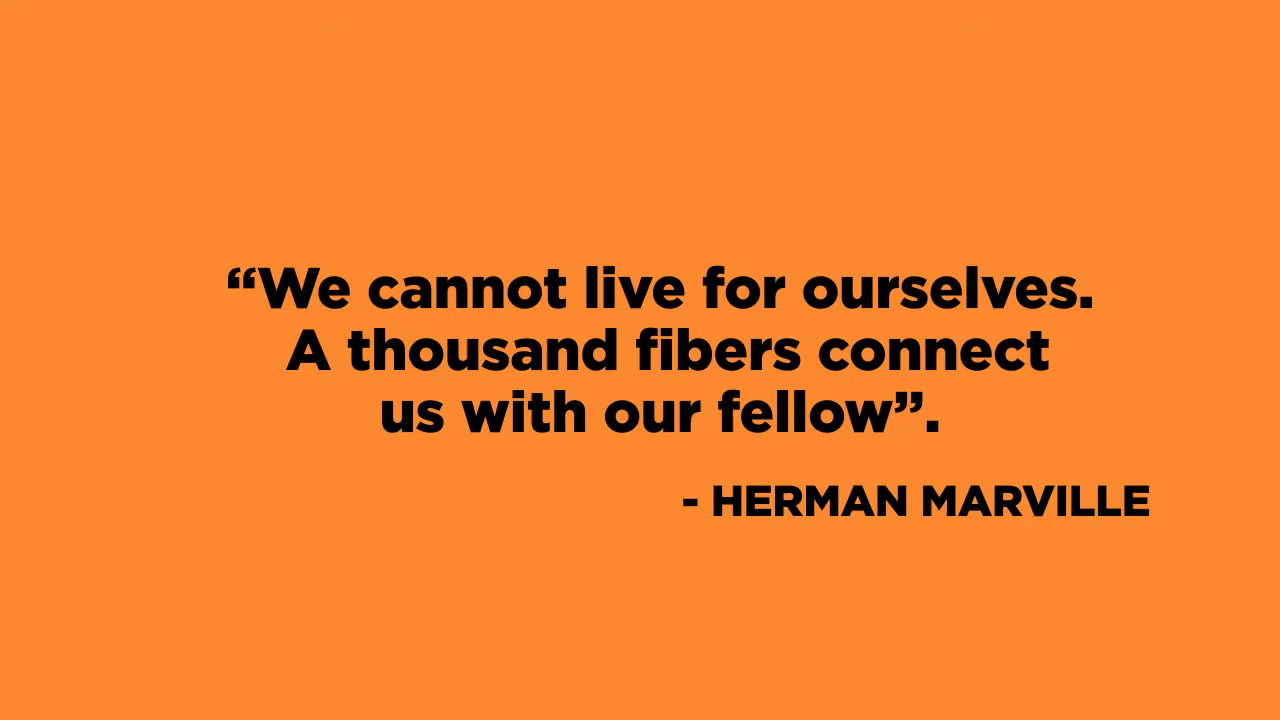 “We cannot live for ourselves.
A thousand fibers connect
us with our fellow”.
- HERMAN MARVILLE